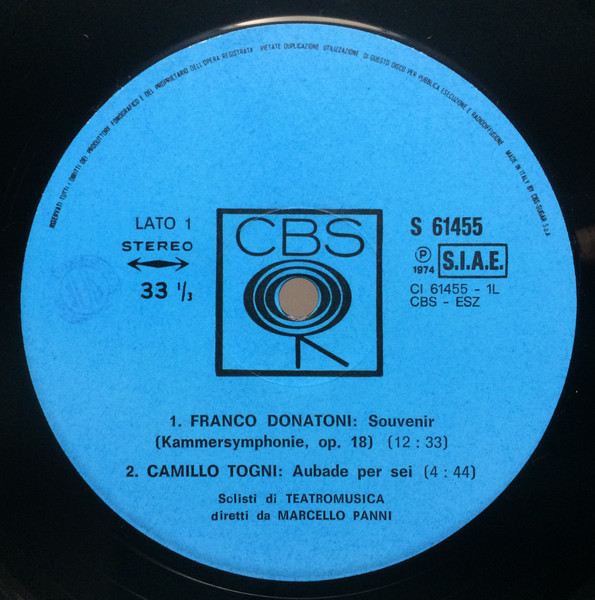 RISERVATI TUTTI I DIRITTI DEL PRODUTTORE FONOGRAFICO E DEL PROPRIETARIO DELL'OPERA REGISTRATA VIETATE DUPLICAZIONE UTILIZZAZIONE DI QUESTO DISCO PER PUBBLICA ESECUZIONE E RADIODIFFUSIONE MADE IN ITALY BY CBS-SUGAR S.p.A.
LATO 1
STEREO
33 1/3
CBS
S 61455
P
1974
S.I.A.E.
CI 61455 - 1L
CBS - ESZ
1. FRANCO DONATONI: Souvenir
(Kammersymphonie, op. 18) (12 : 33)
2. CAMILLO TOGNI: Aubade per sei (4 : 44)
Solisti di TEATROMUSICA
diretti da MARCELLO PANNI